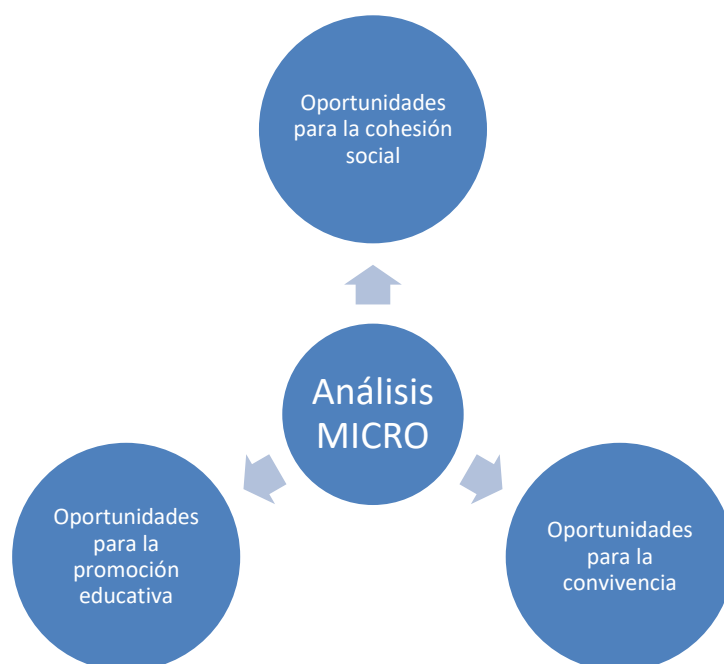 Oportunidades
para la cohesión
social
Análisis
MICRO
Oportunidades
para la
promoción
educativa
Oportunidades
para la
convivencia